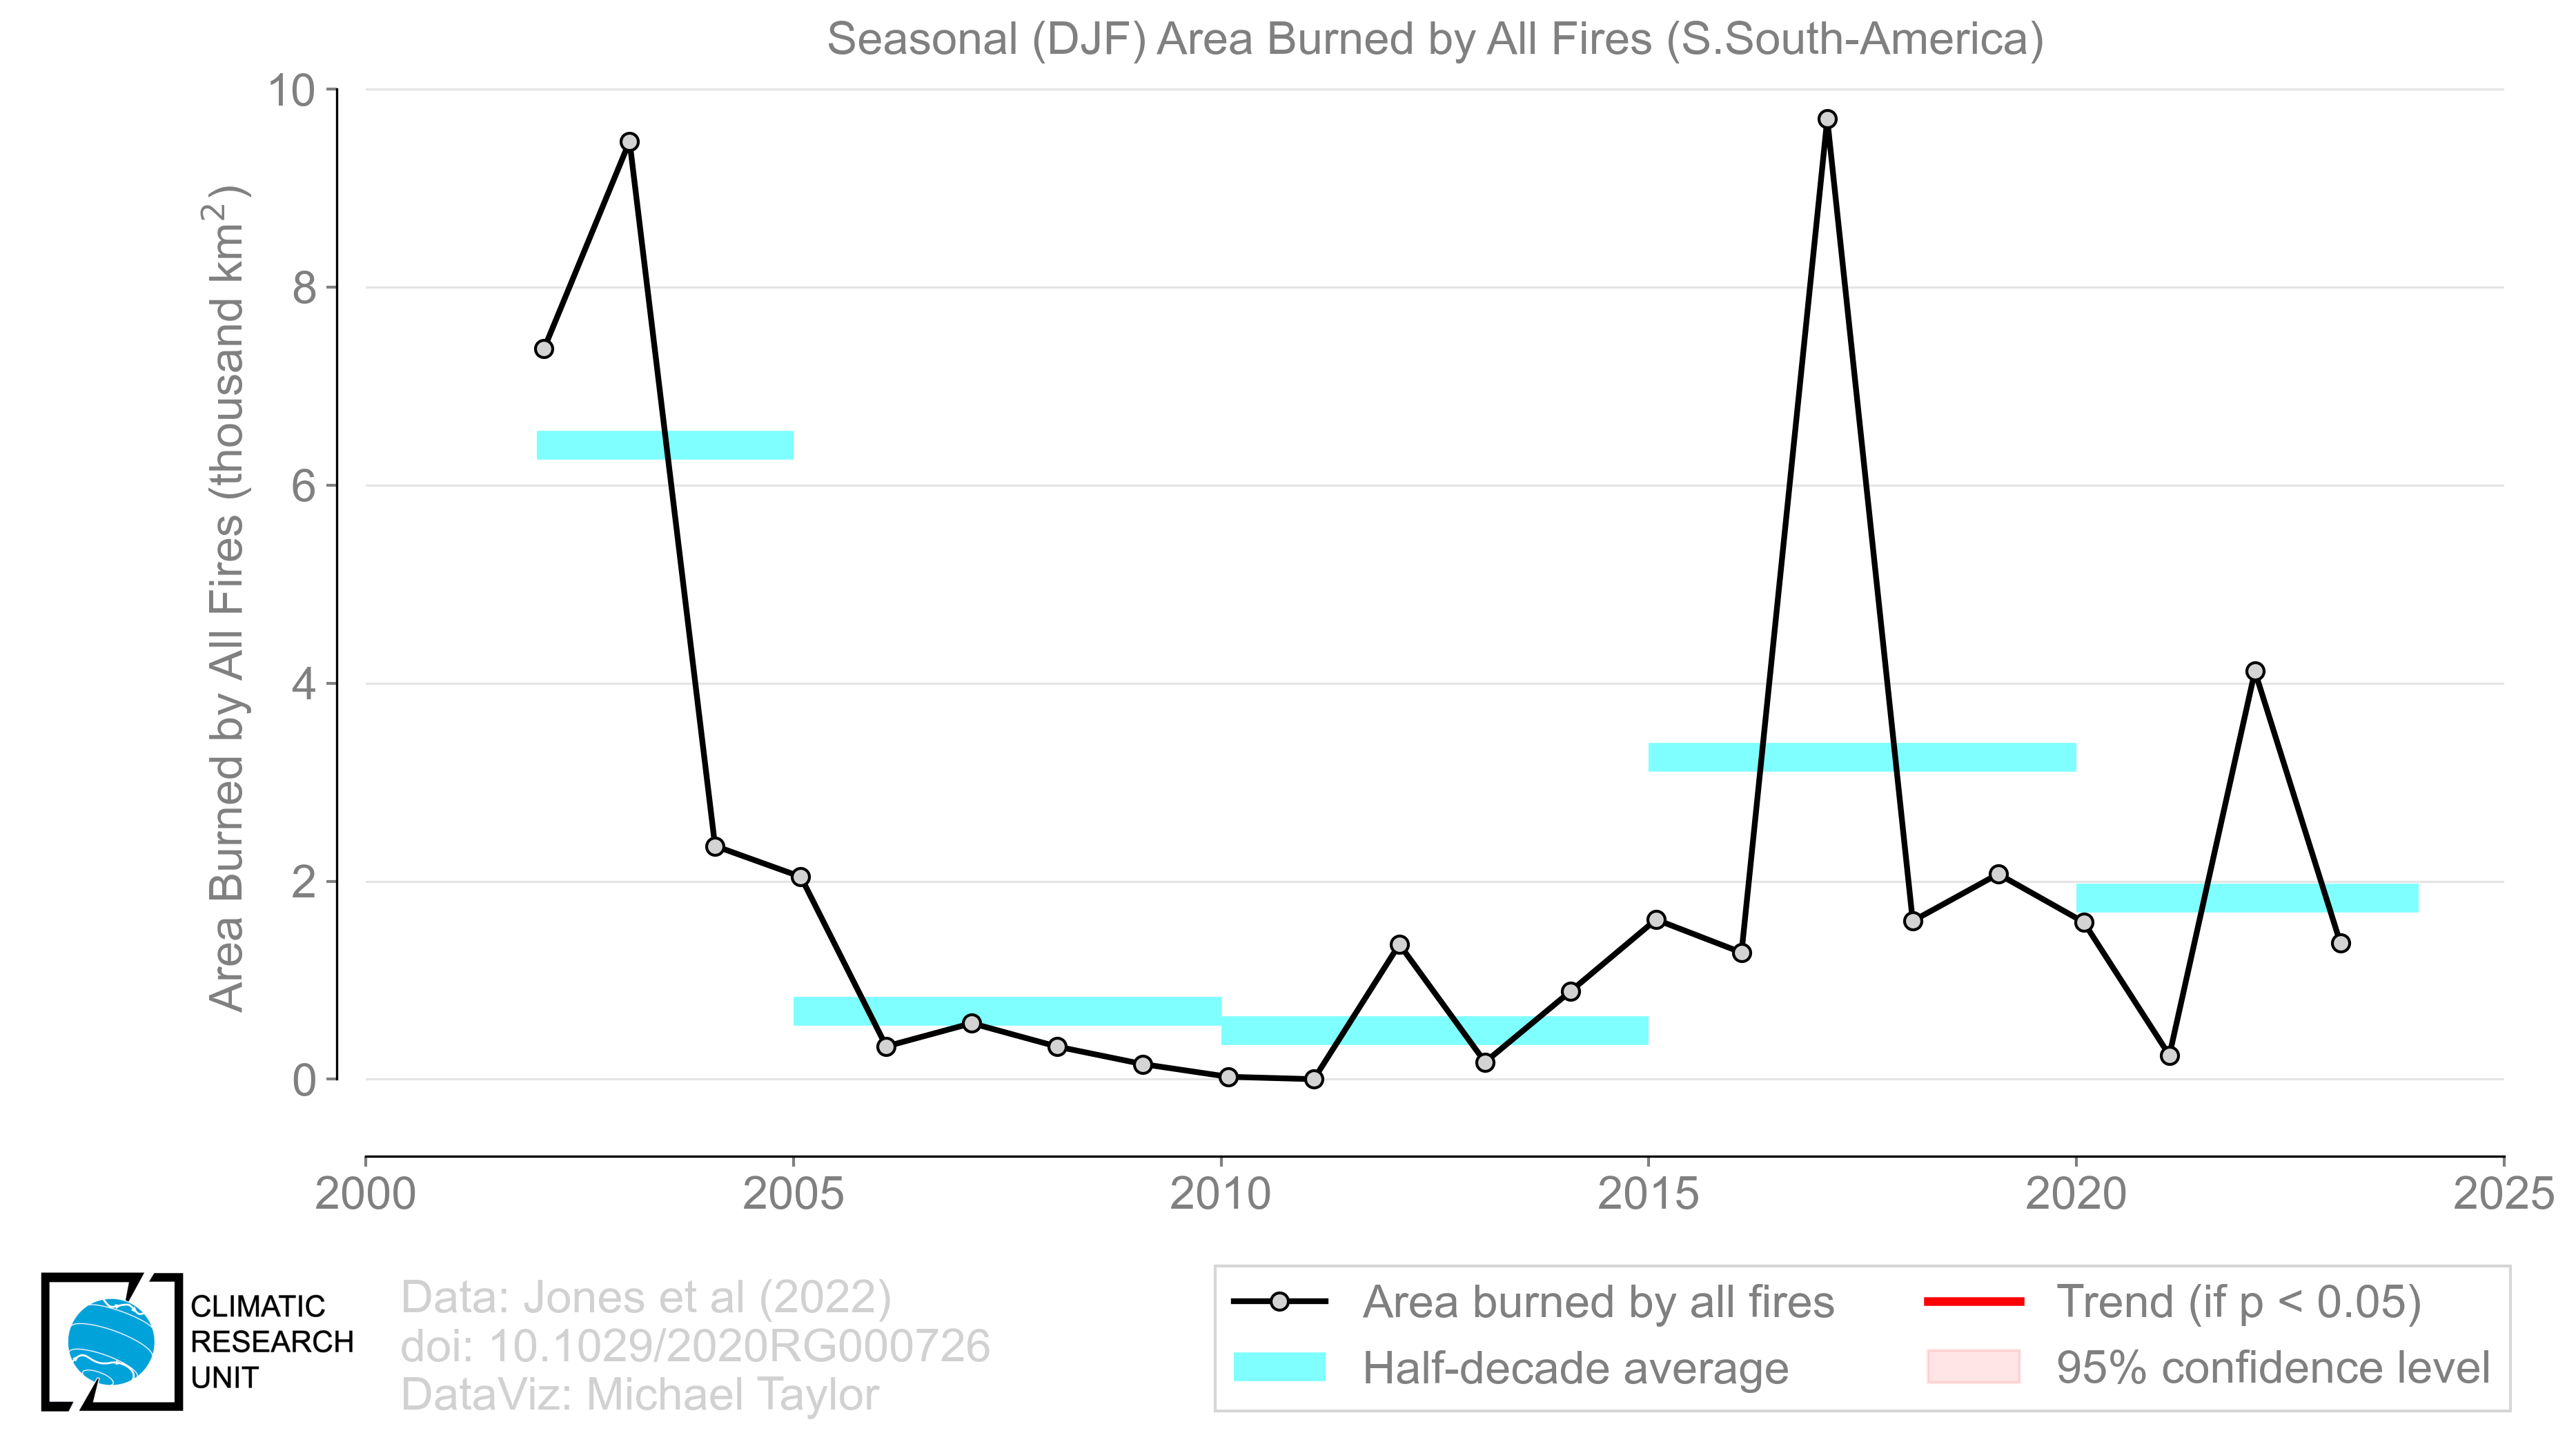 Seasonal (DJF) Area Burned by All Fires (S.South-America)
Area Burned by All Fires (thousand km²)
10
8
6
4
2
0
2000 2005 2010 2015 2020 2025
CLIMATIC
RESEARCH
UNIT
Data: Jones et al (2022)
doi: 10.1029/2020RG000726
DataViz: Michael Taylor
Area burned by all fires
Half-decade average
Trend (if p < 0.05)
95% confidence level